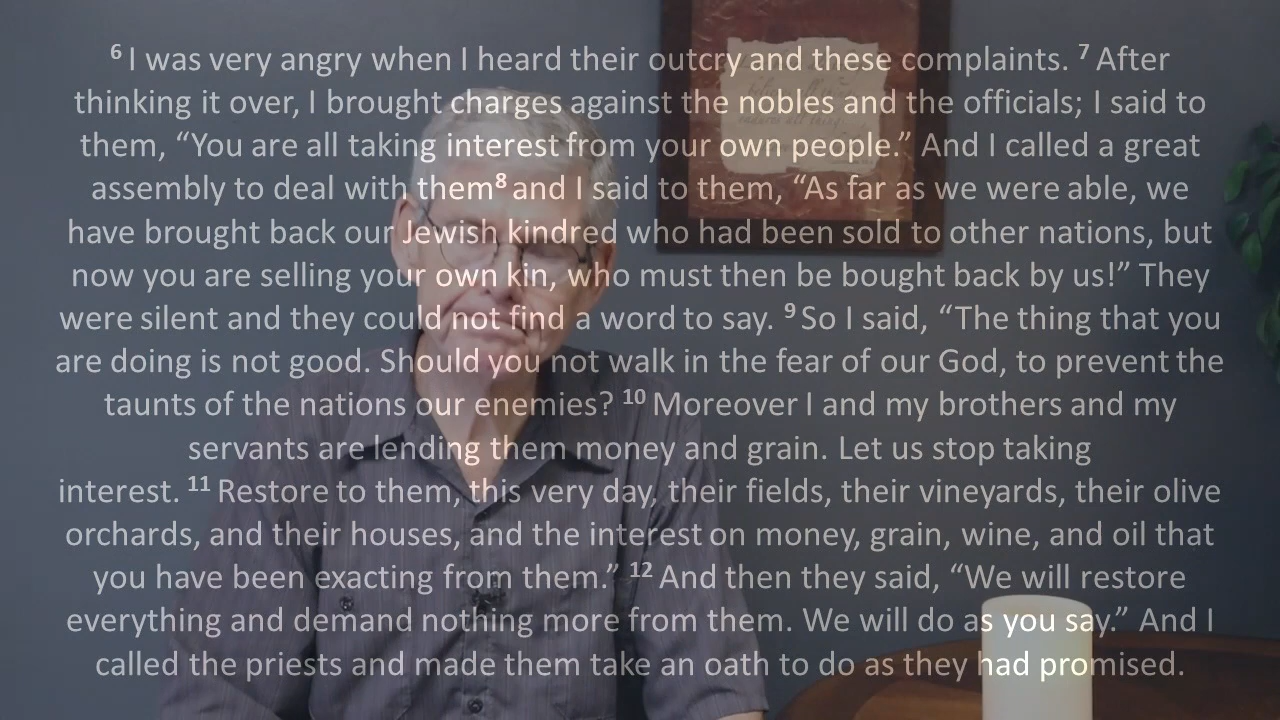 ⁶ I was very angry when I heard their outcry and these complaints. ⁷ After
thinking it over, I brought charges against the nobles and the officials; I said to
them, “You are all taking interest from your own people.” And I called a great
assembly to deal with them⁸ and I said to them, “As far as we were able, we
have brought back our Jewish kindred who had been sold to other nations, but
now you are selling your own kin, who must then be bought back by us!” They
were silent and they could not find a word to say. ⁹ So I said, “The thing that you
are doing is not good. Should you not walk in the fear of our God, to prevent the
taunts of the nations our enemies? ¹⁰ Moreover I and my brothers and my
servants are lending them money and grain. Let us stop taking
interest. ¹¹ Restore to them, this very day, their fields, their vineyards, their olive
orchards, and their houses, and the interest on money, grain, wine, and oil that
you have been exacting from them.” ¹² And then they said, “We will restore
everything and demand nothing more from them. We will do as you say.” And I
called the priests and made them take an oath to do as they had promised.